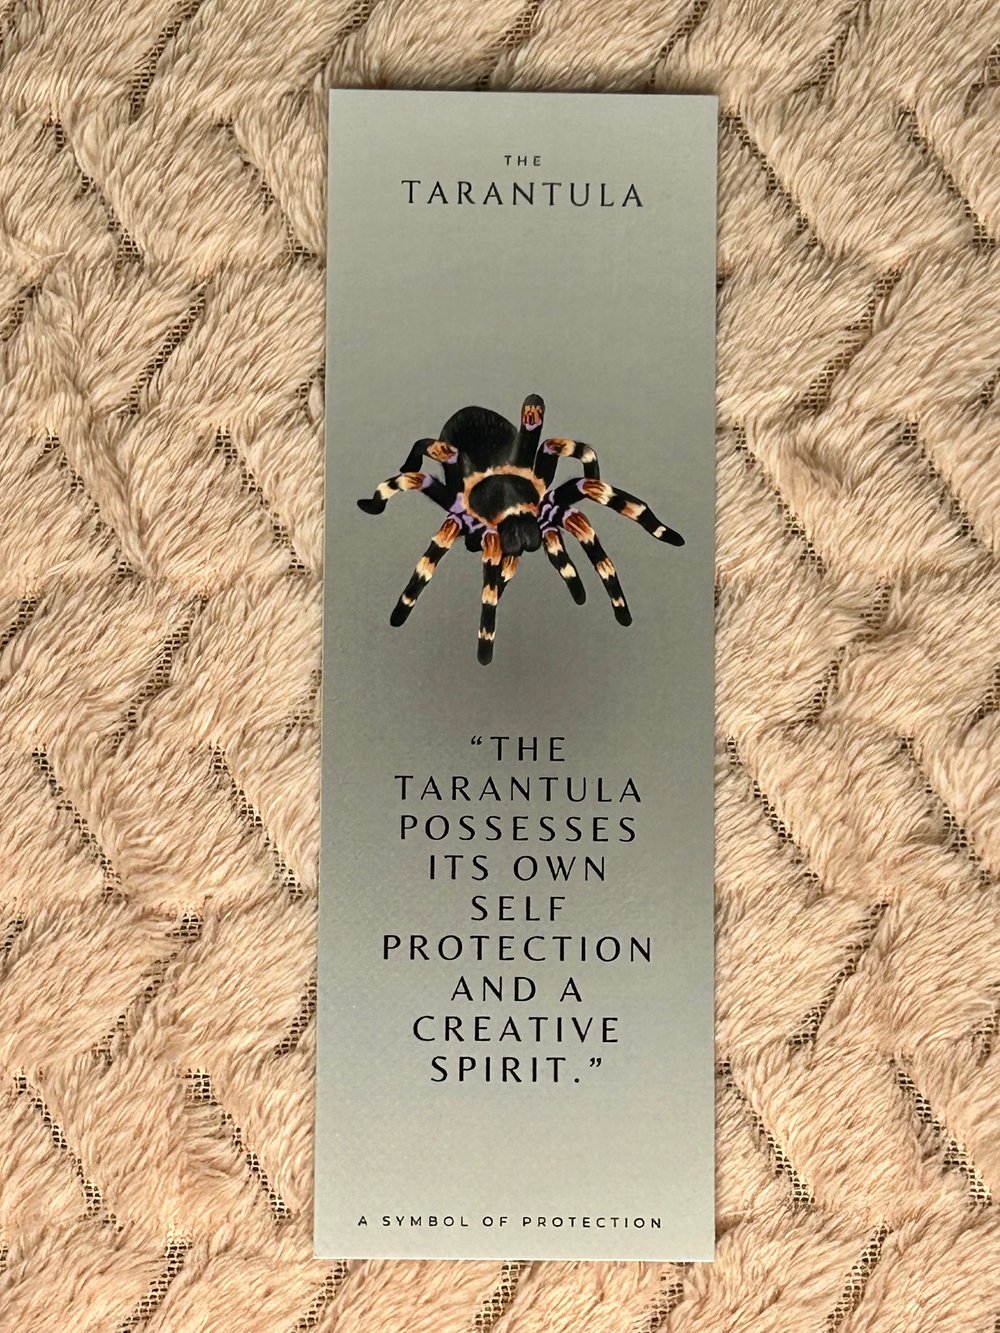 THE
TARANTULA
“THE
TARANTULA
POSSESSES
ITS OWN
SELF
PROTECTION
AND A
CREATIVE
SPIRIT.”
A SYMBOL OF PROTECTION